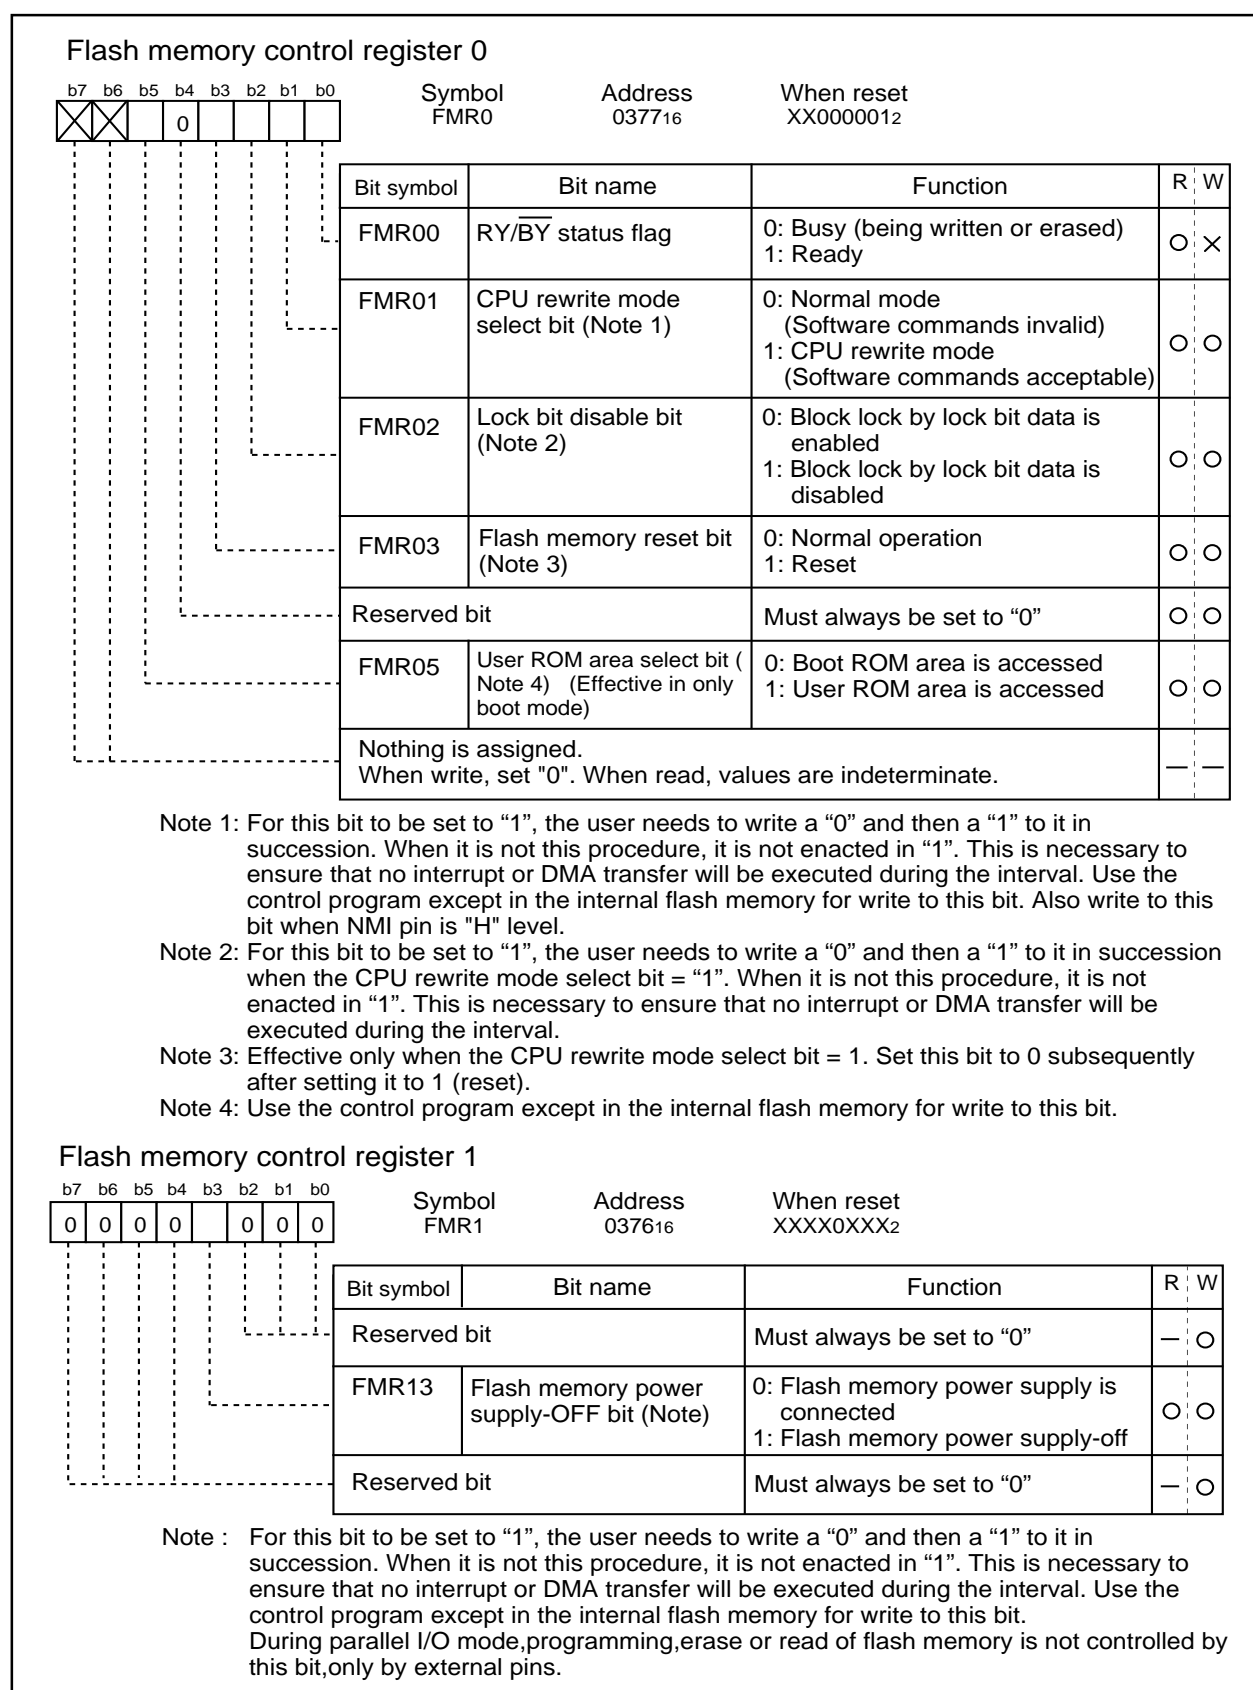 Flash memory control register 0
b7 b6 b5 b4 b3 b2 b1 b0
0
Symbol Address When reset
FMR0 037716 XX0000012
Bit symbol Bit name Function R W
FMR00 RY/BY status flag 0: Busy (being written or erased)
1: Ready
FMR01 CPU rewrite mode 0: Normal mode
select bit (Note 1) (Software commands invalid)
1: CPU rewrite mode
(Software commands acceptable)
FMR02 Lock bit disable bit 0: Block lock by lock bit data is
(Note 2) enabled
1: Block lock by lock bit data is
disabled
FMR03 Flash memory reset bit 0: Normal operation
(Note 3) 1: Reset
Reserved bit Must always be set to “0”
FMR05 User ROM area select bit ( 0: Boot ROM area is accessed
Note 4) (Effective in only 1: User ROM area is accessed
boot mode)
Nothing is assigned.
When write, set "0". When read, values are indeterminate.
Note 1: For this bit to be set to “1”, the user needs to write a “0” and then a “1” to it in
succession. When it is not this procedure, it is not enacted in “1”. This is necessary to
ensure that no interrupt or DMA transfer will be executed during the interval. Use the
control program except in the internal flash memory for write to this bit. Also write to this
bit when NMI pin is "H" level.
Note 2: For this bit to be set to “1”, the user needs to write a “0” and then a “1” to it in succession
when the CPU rewrite mode select bit = “1”. When it is not this procedure, it is not
enacted in “1”. This is necessary to ensure that no interrupt or DMA transfer will be
executed during the interval.
Note 3: Effective only when the CPU rewrite mode select bit = 1. Set this bit to 0 subsequently
after setting it to 1 (reset).
Note 4: Use the control program except in the internal flash memory for write to this bit.
Flash memory control register 1
b7 b6 b5 b4 b3 b2 b1 b0
0 0 0 0 0 0 0
Symbol Address When reset
FMR1 037616 XXXX0XXX2
Bit symbol Bit name Function R W
Reserved bit Must always be set to “0”
FMR13 Flash memory power 0: Flash memory power supply is
supply-OFF bit (Note) connected
1: Flash memory power supply-off
Reserved bit Must always be set to “0”
Note : For this bit to be set to “1”, the user needs to write a “0” and then a “1” to it in
succession. When it is not this procedure, it is not enacted in “1”. This is necessary to
ensure that no interrupt or DMA transfer will be executed during the interval. Use the
control program except in the internal flash memory for write to this bit.
During parallel I/O mode,programming,erase or read of flash memory is not controlled by
this bit,only by external pins.